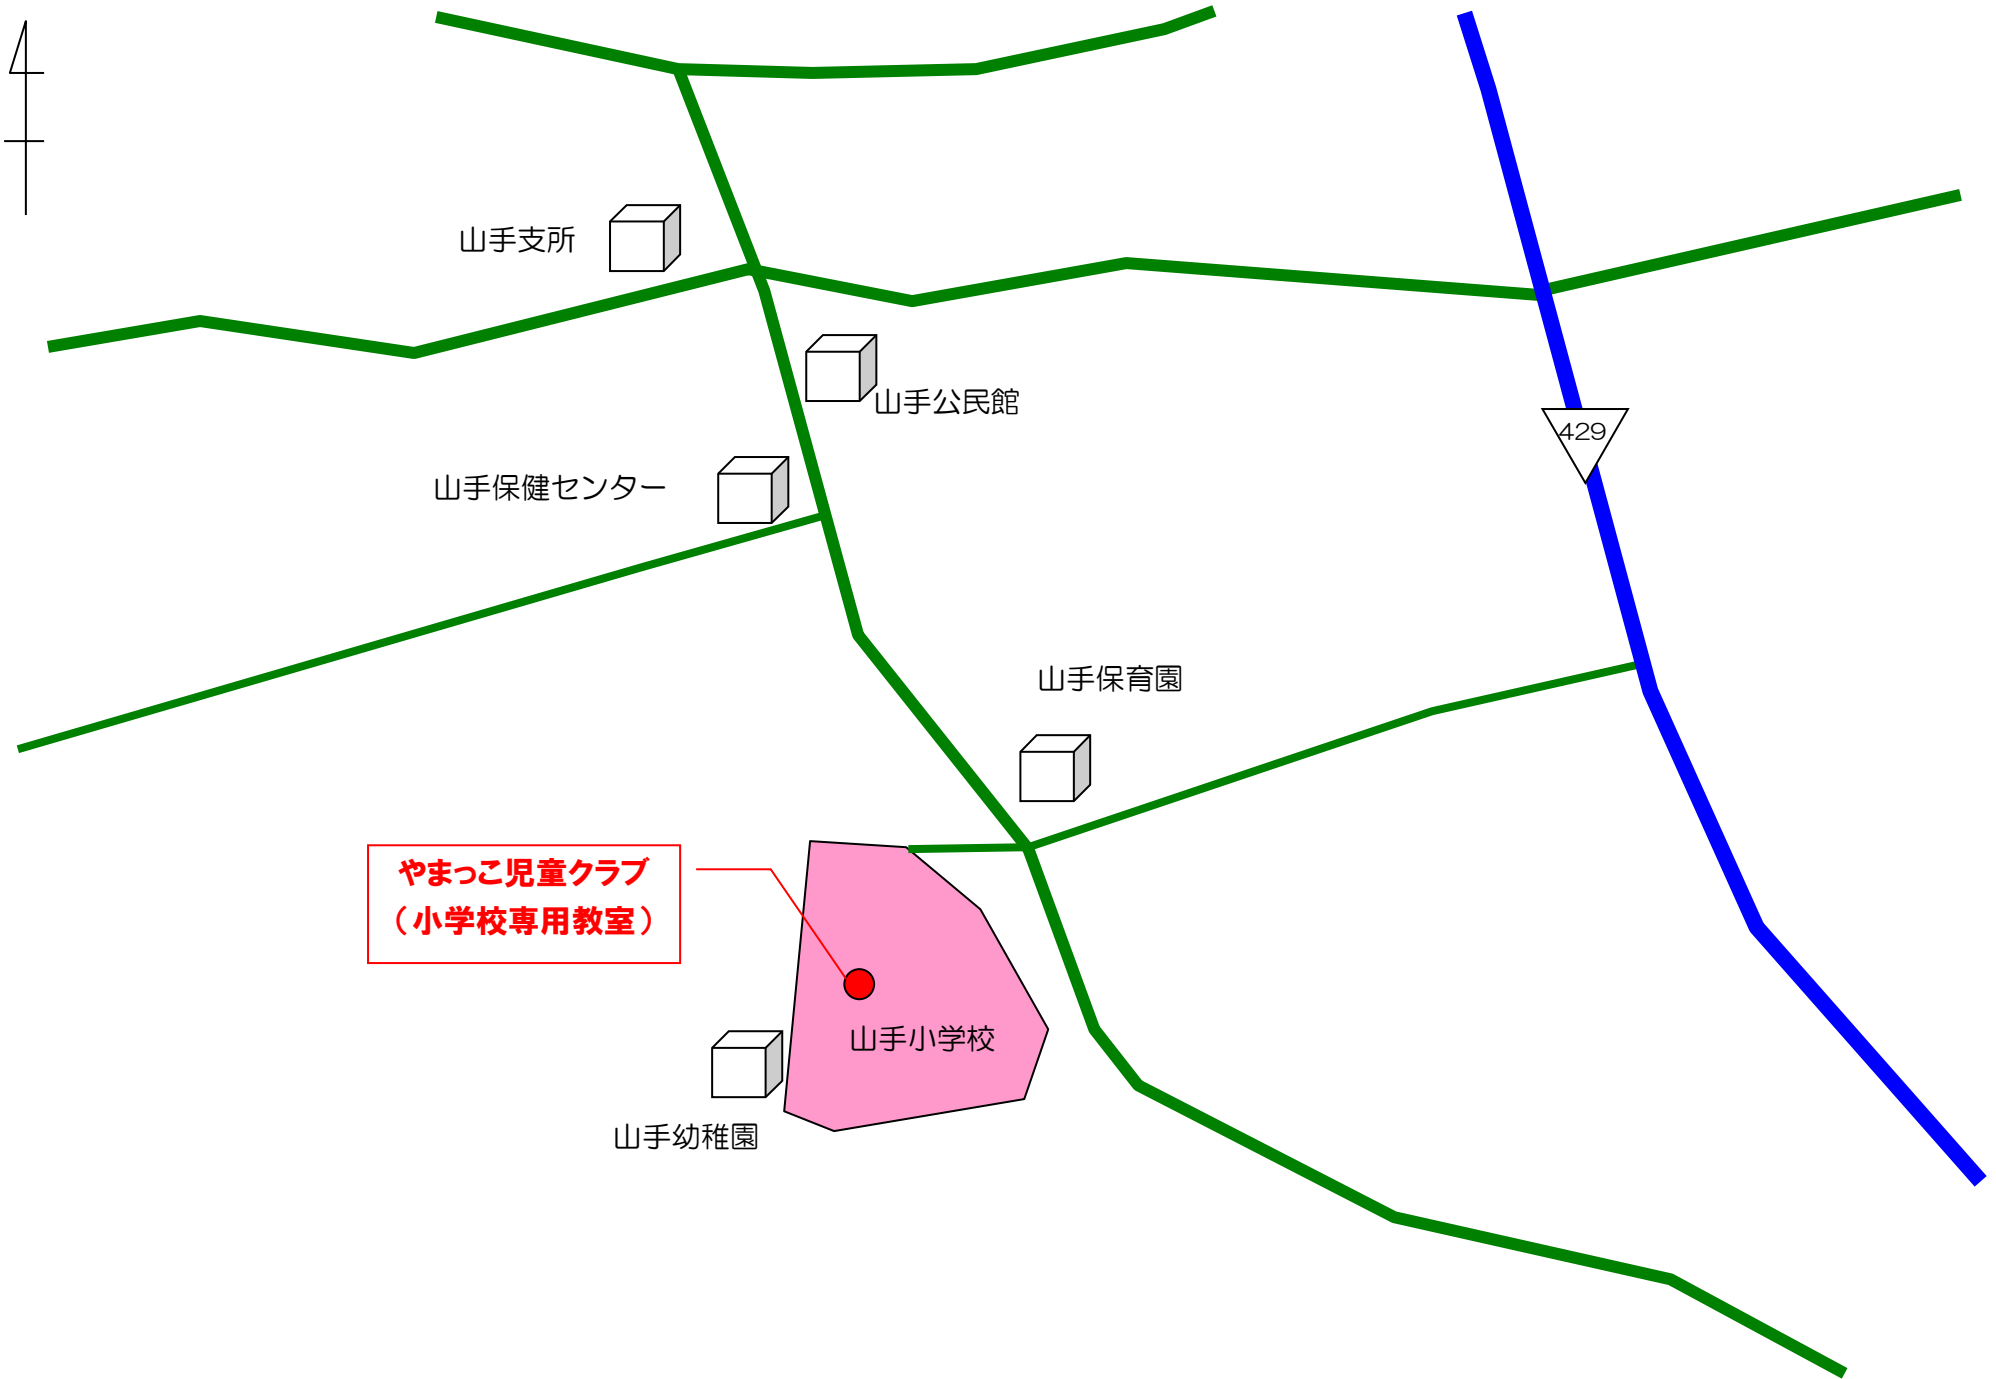 山手支所
山手公民館
429
山手保健センター
山手保育園
やまっこ児童クラブ
（小学校専用教室）
山手小学校
山手幼稚園